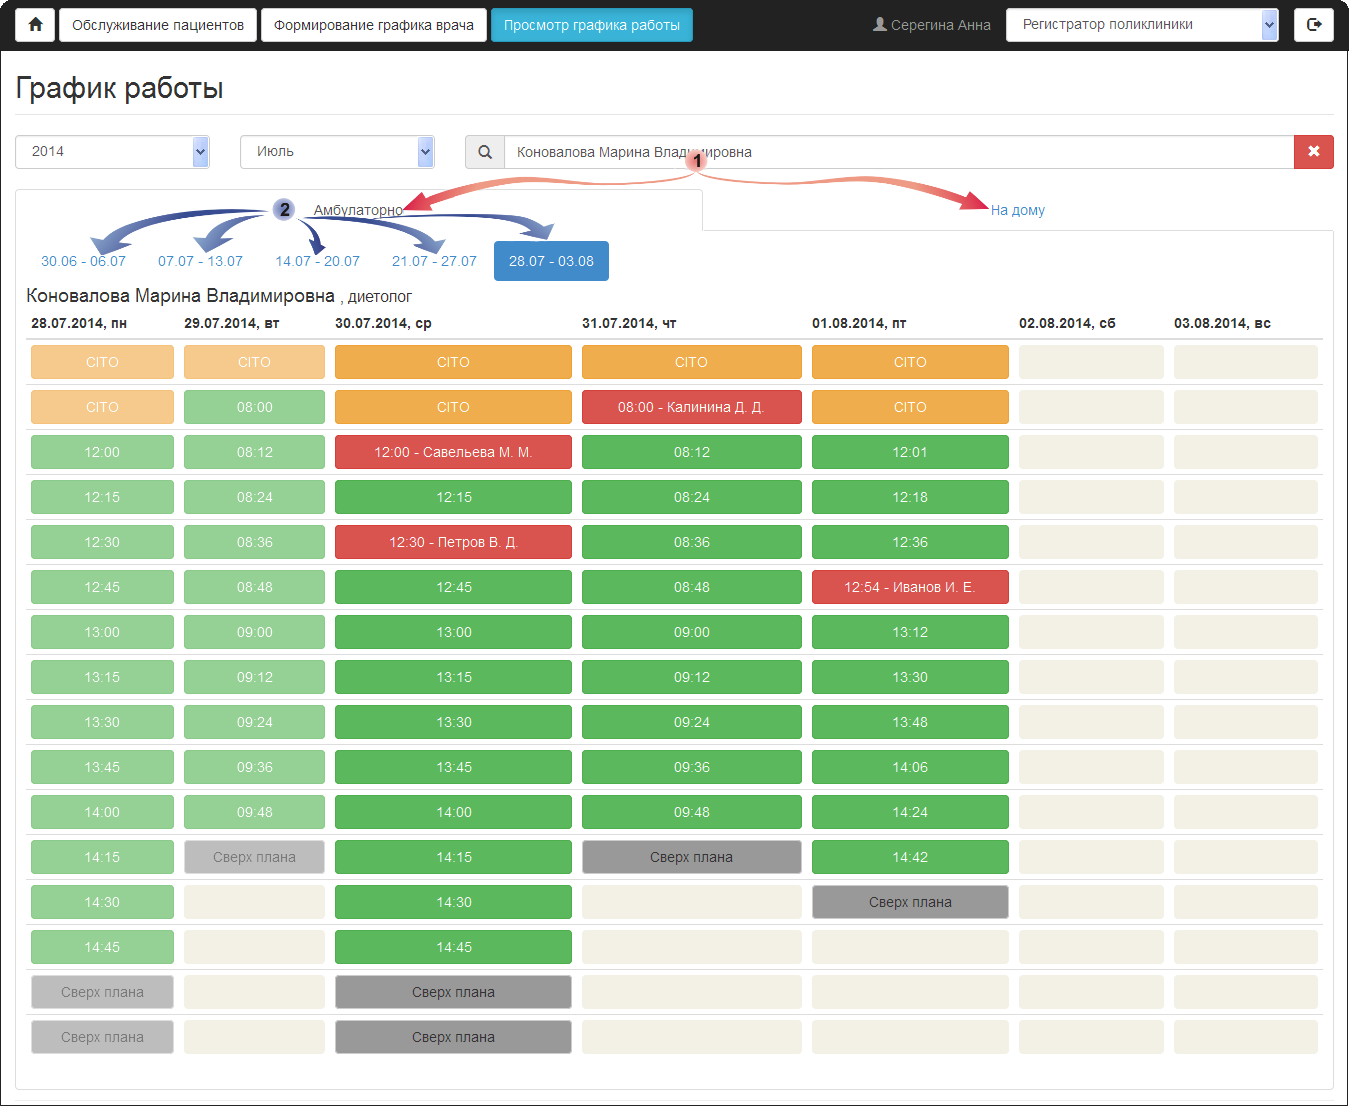 Обслуживание пациентов Формирование графика врача Просмотр графика работы Серегина Анна Регистратор поликлиники
График работы
2014 Июль Коновалова Марина Владимировна
1
2 Амбулаторно На дому
30.06 - 06.07 07.07 - 13.07 14.07 - 20.07 21.07 - 27.07 28.07 - 03.08
Коновалова Марина Владимировна , диетолог
28.07.2014, пн 29.07.2014, вт 30.07.2014, ср 31.07.2014, чт 01.08.2014, пт 02.08.2014, сб 03.08.2014, вс
CITO CITO CITO CITO CITO
CITO 08:00 CITO 08:00 - Калинина Д. Д. CITO
12:00 08:12 12:00 - Савельева М. М. 08:12 12:01
12:15 08:24 12:15 08:24 12:18
12:30 08:36 12:30 - Петров В. Д. 08:36 12:36
12:45 08:48 12:45 08:48 12:54 - Иванов И. Е.
13:00 09:00 13:00 09:00 13:12
13:15 09:12 13:15 09:12 13:30
13:30 09:24 13:30 09:24 13:48
13:45 09:36 13:45 09:36 14:06
14:00 09:48 14:00 09:48 14:24
14:15 Сверх плана 14:15 Сверх плана 14:42
14:30 14:30 Сверх плана
14:45 14:45
Сверх плана Сверх плана
Сверх плана Сверх плана